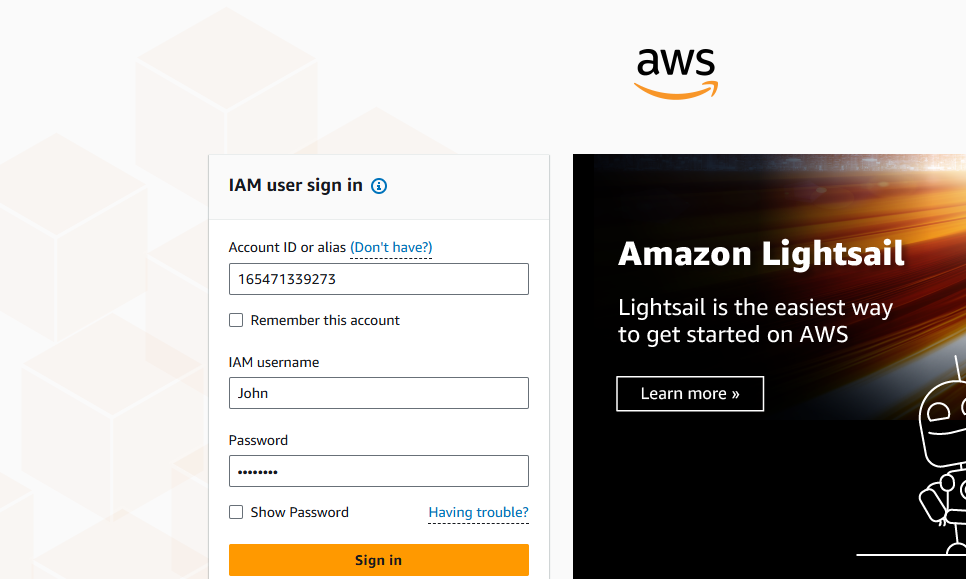 aws
IAM user sign in
Account ID or alias (Don't have?)
165471339273
Remember this account
IAM username
John
Password
••••••••
Show Password
Having trouble?
Sign in
Amazon Lightsail
Lightsail is the easiest way
to get started on AWS
Learn more »